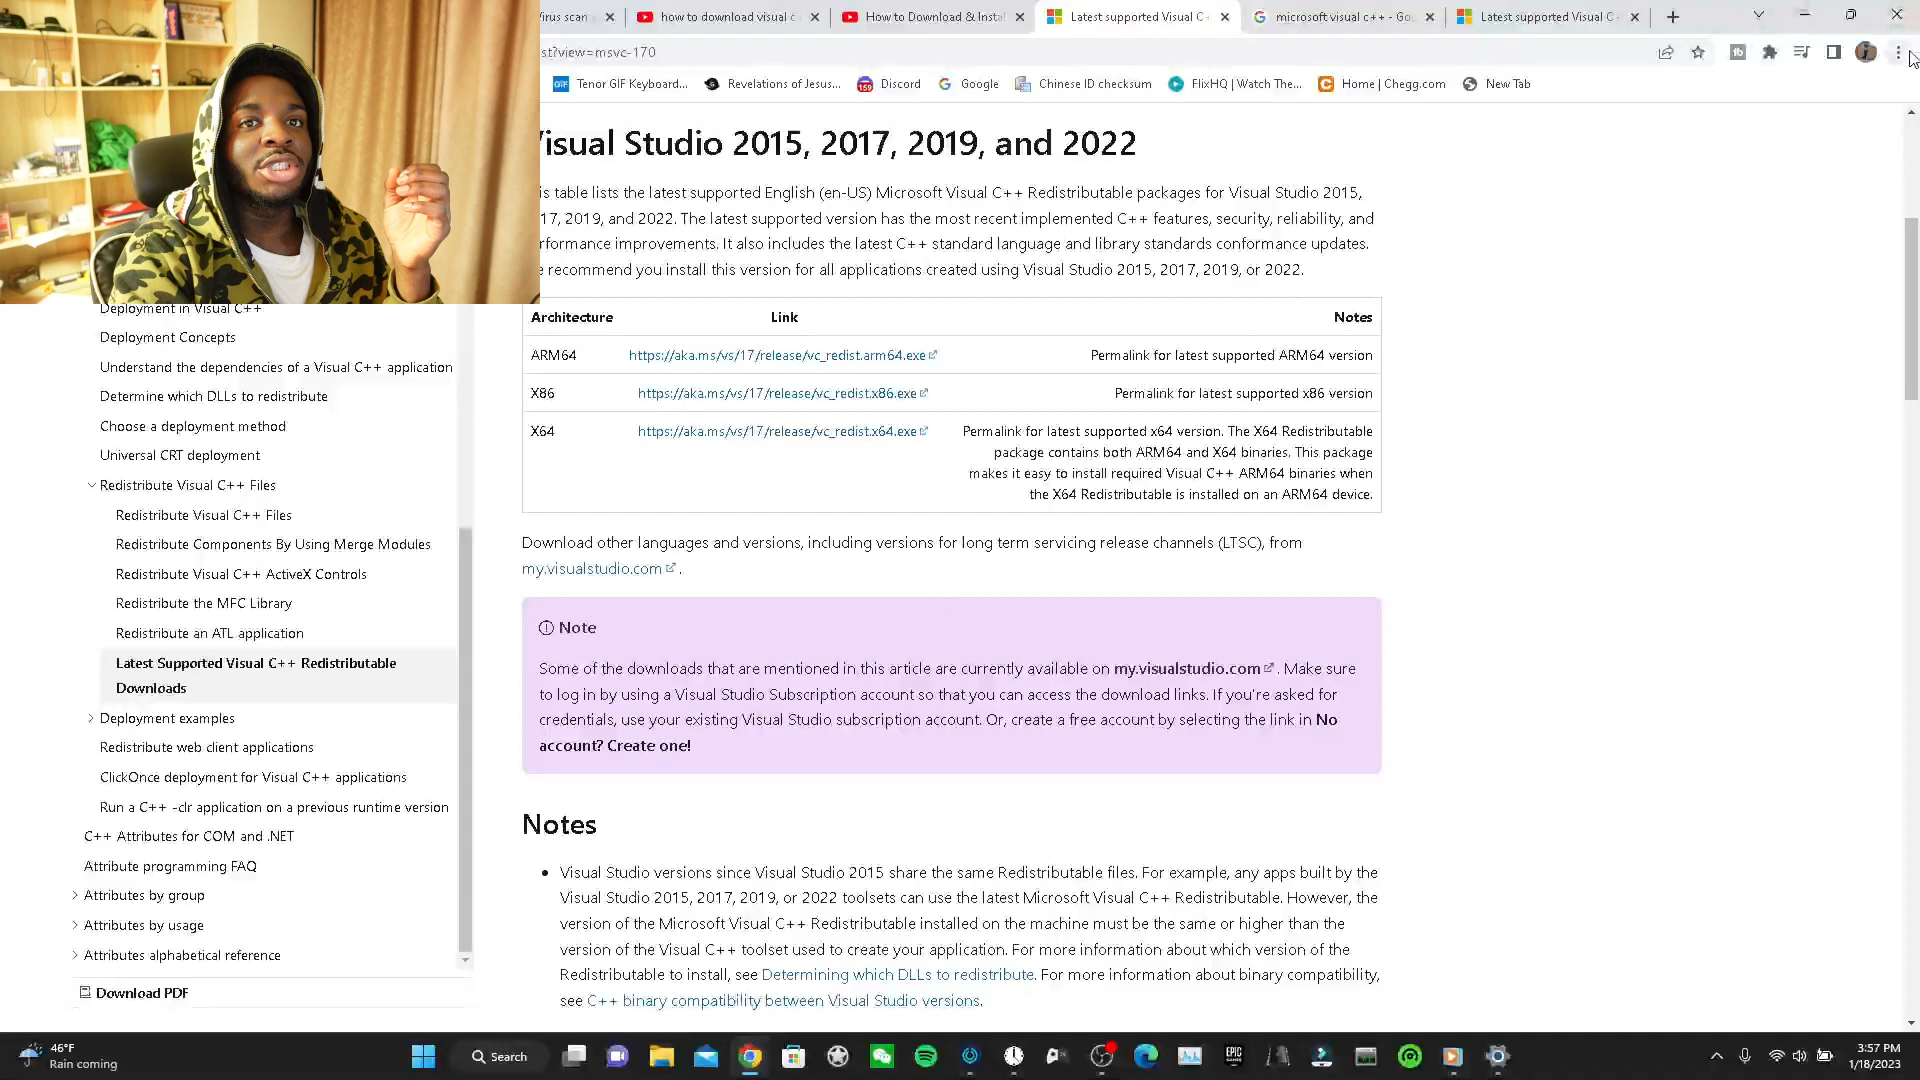 Virus scan
how to download visual c
How to Download & Instal
Latest supported Visual C
microsoft visual c++ - Goo
Latest supported Visual C
st?view=msvc-170
Tenor GIF Keyboard...
Revelations of Jesus...
Discord
Google
Chinese ID checksum
FlixHQ | Watch The...
Home | Chegg.com
New Tab
Visual Studio 2015, 2017, 2019, and 2022
is table lists the latest supported English (en-US) Microsoft Visual C++ Redistributable packages for Visual Studio 2015,
17, 2019, and 2022. The latest supported version has the most recent implemented C++ features, security, reliability, and
rformance improvements. It also includes the latest C++ standard language and library standards conformance updates.
e recommend you install this version for all applications created using Visual Studio 2015, 2017, 2019, or 2022.
Architecture Link Notes
ARM64 https://aka.ms/vs/17/release/vc_redist.arm64.exe Permalink for latest supported ARM64 version
X86 https://aka.ms/vs/17/release/vc_redist.x86.exe Permalink for latest supported x86 version
X64 https://aka.ms/vs/17/release/vc_redist.x64.exe Permalink for latest supported x64 version. The X64 Redistributable
package contains both ARM64 and X64 binaries. This package
makes it easy to install required Visual C++ ARM64 binaries when
the X64 Redistributable is installed on an ARM64 device.
Download other languages and versions, including versions for long term servicing release channels (LTSC), from
my.visualstudio.com .
Note
Some of the downloads that are mentioned in this article are currently available on my.visualstudio.com . Make sure
to log in by using a Visual Studio Subscription account so that you can access the download links. If you're asked for
credentials, use your existing Visual Studio subscription account. Or, create a free account by selecting the link in No
account? Create one!
Notes
Visual Studio versions since Visual Studio 2015 share the same Redistributable files. For example, any apps built by the
Visual Studio 2015, 2017, 2019, or 2022 toolsets can use the latest Microsoft Visual C++ Redistributable. However, the
version of the Microsoft Visual C++ Redistributable installed on the machine must be the same or higher than the
version of the Visual C++ toolset used to create your application. For more information about which version of the
Redistributable to install, see Determining which DLLs to redistribute. For more information about binary compatibility,
see C++ binary compatibility between Visual Studio versions.
Deployment in Visual C++
Deployment Concepts
Understand the dependencies of a Visual C++ application
Determine which DLLs to redistribute
Choose a deployment method
Universal CRT deployment
Redistribute Visual C++ Files
Redistribute Visual C++ Files
Redistribute Components By Using Merge Modules
Redistribute Visual C++ ActiveX Controls
Redistribute the MFC Library
Redistribute an ATL application
Latest Supported Visual C++ Redistributable
Downloads
Deployment examples
Redistribute web client applications
ClickOnce deployment for Visual C++ applications
Run a C++ -clr application on a previous runtime version
C++ Attributes for COM and .NET
Attribute programming FAQ
Attributes by group
Attributes by usage
Attributes alphabetical reference
Download PDF
46°F
Rain coming
Search
EPIC
3:57 PM
1/18/2023